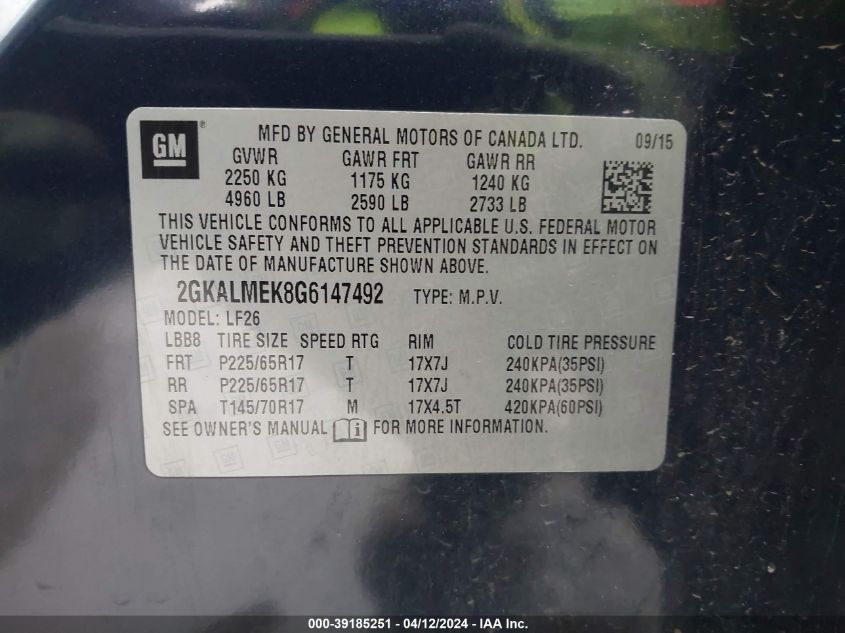 GM ® MFD BY GENERAL MOTORS OF CANADA LTD. 09/15
GVWR GAWR FRT GAWR RR
2250 KG 1175 KG 1240 KG
4960 LB 2590 LB 2733 LB
THIS VEHICLE CONFORMS TO ALL APPLICABLE U.S. FEDERAL MOTOR
VEHICLE SAFETY AND THEFT PREVENTION STANDARDS IN EFFECT ON
THE DATE OF MANUFACTURE SHOWN ABOVE.
2GKALMEK8G6147492 TYPE: M.P.V.
MODEL: LF26
LBB8 TIRE SIZE SPEED RTG RIM COLD TIRE PRESSURE
FRT P225/65R17 T 17X7J 240KPA(35PSI)
RR P225/65R17 T 17X7J 240KPA(35PSI)
SPA T145/70R17 M 17X4.5T 420KPA(60PSI)
SEE OWNER'S MANUAL i FOR MORE INFORMATION.
000-39185251 - 04/12/2024 - IAA Inc.